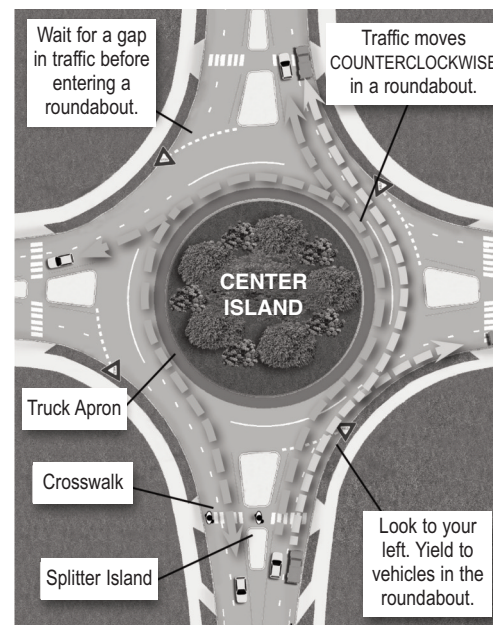 Wait for a gap
in traffic before
entering a
roundabout.
Traffic moves
COUNTERCLOCKWISE
in a roundabout.
CENTER
ISLAND
Truck Apron
Crosswalk
Splitter Island
Look to your
left. Yield to
vehicles in the
roundabout.